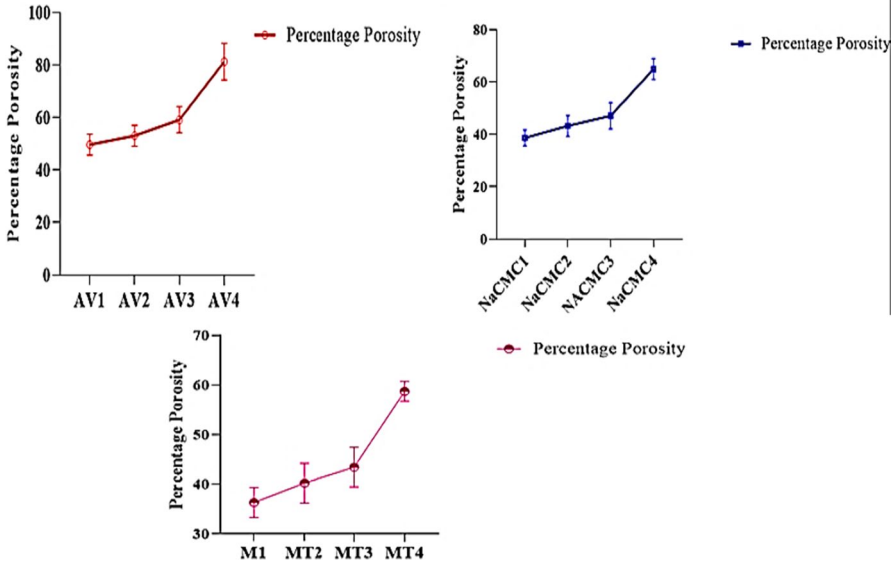 Percentage Porosity
100
80
60
40
20
0
AV1 AV2 AV3 AV4
Percentage Porosity
Percentage Porosity
80
60
40
20
0
NaCMC1 NaCMC2 NACMC3 NaCMC4
Percentage Porosity
Percentage Porosity
70
60
50
40
30
M1 MT2 MT3 MT4
Percentage Porosity